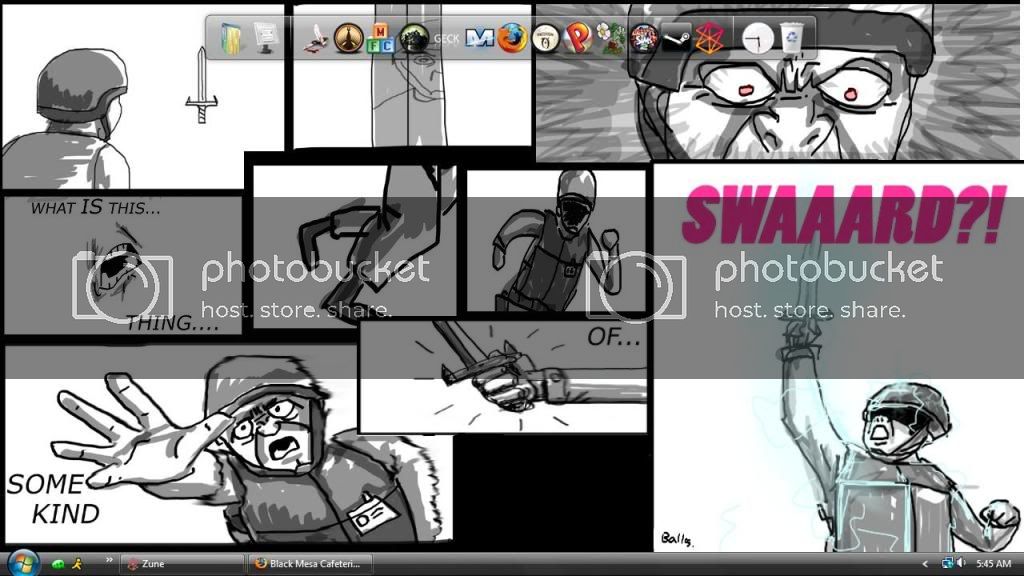 GECK
WHAT IS THIS...
THING....
SOME
KIND
OF...
SWAAARD?!
photobucket
host. store. share.
photobucket
host. store. share.
Balls.
Zune
Black Mesa Cafeteri...
5:45 AM